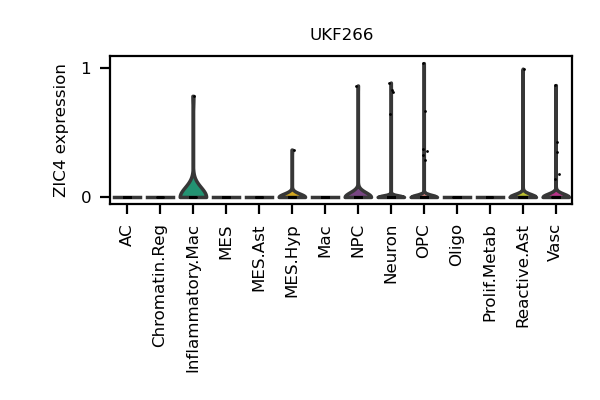 UKF266
ZIC4 expression
1
0
AC
Chromatin.Reg
Inflammatory.Mac
MES
MES.Ast
MES.Hyp
Mac
NPC
Neuron
OPC
Oligo
Prolif.Metab
Reactive.Ast
Vasc